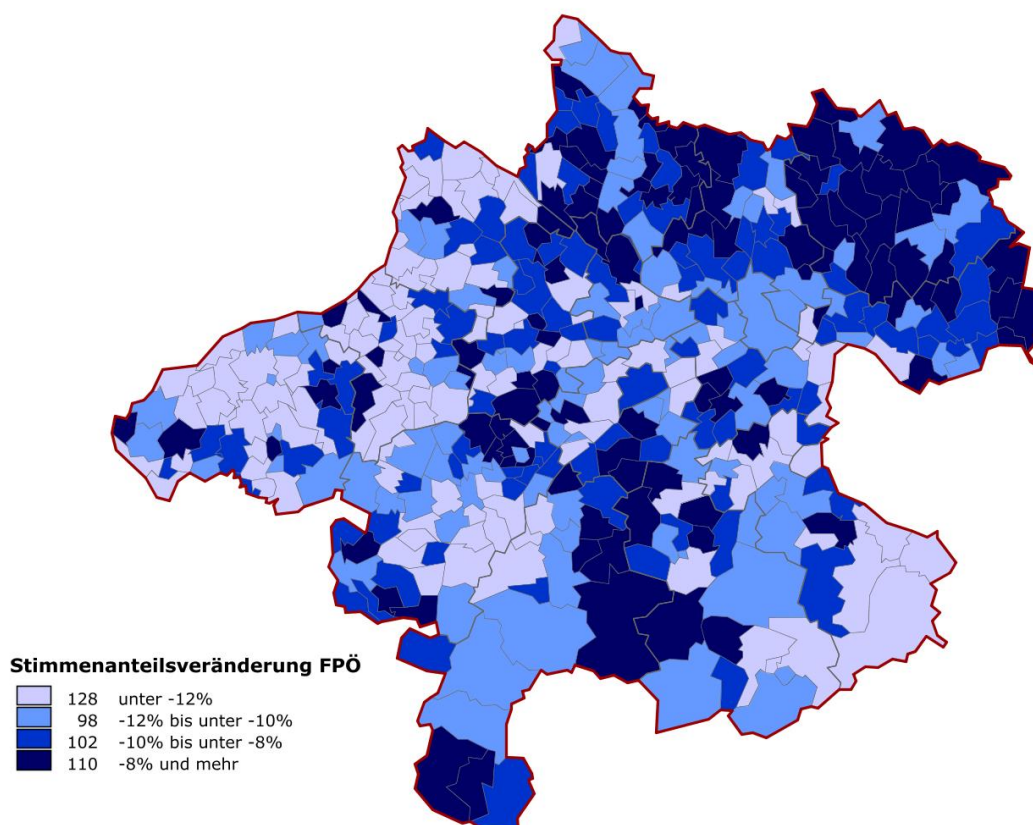 Stimmenanteilsveränderung FPÖ
128 unter -12%
98 -12% bis unter -10%
102 -10% bis unter -8%
110 -8% und mehr